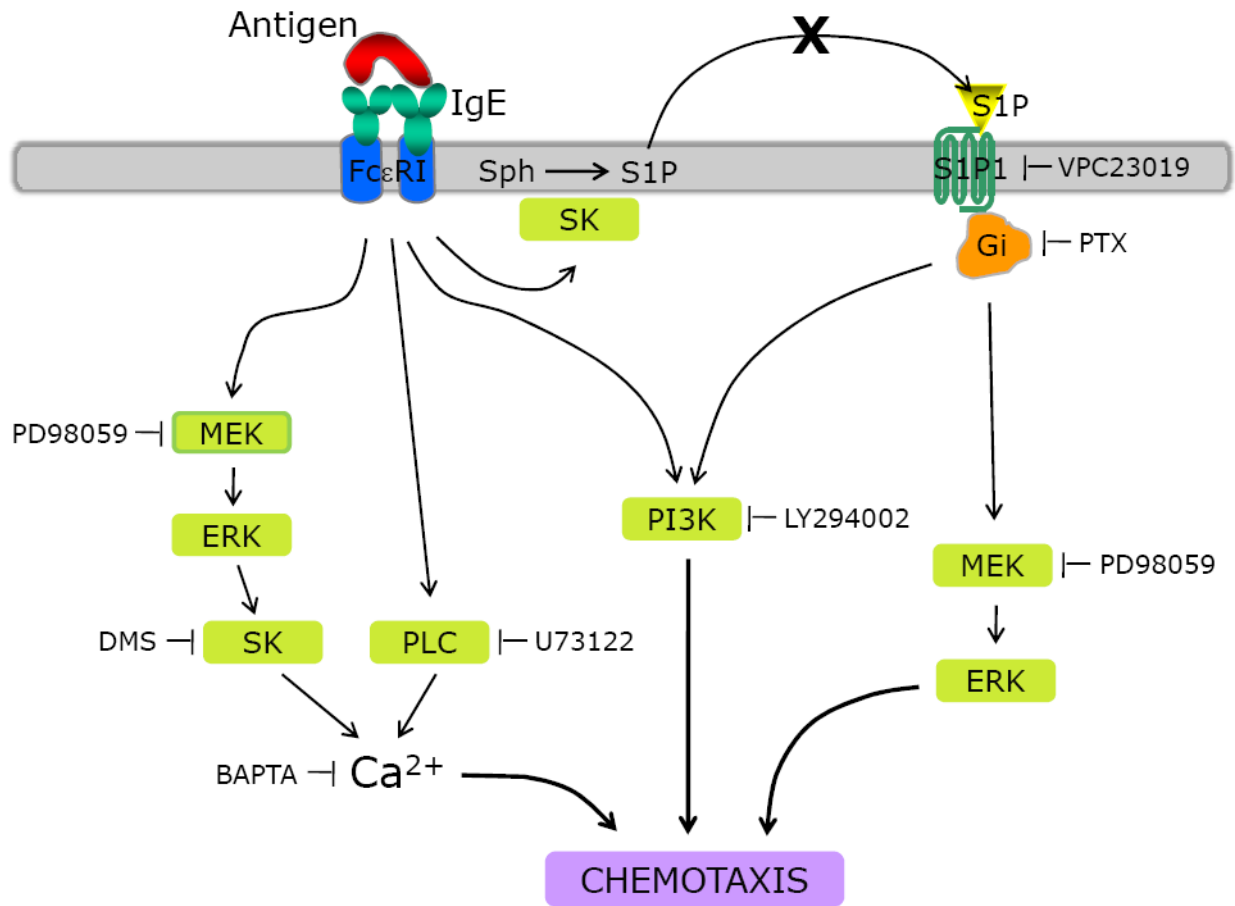 Antigen
X
IgE
S1P
FcεRI
Sph
S1P
S1P1
VPC23019
SK
Gi
PTX
PD98059
MEK
ERK
PI3K
LY294002
MEK
PD98059
DMS
SK
PLC
U73122
ERK
BAPTA
Ca²⁺
CHEMOTAXIS